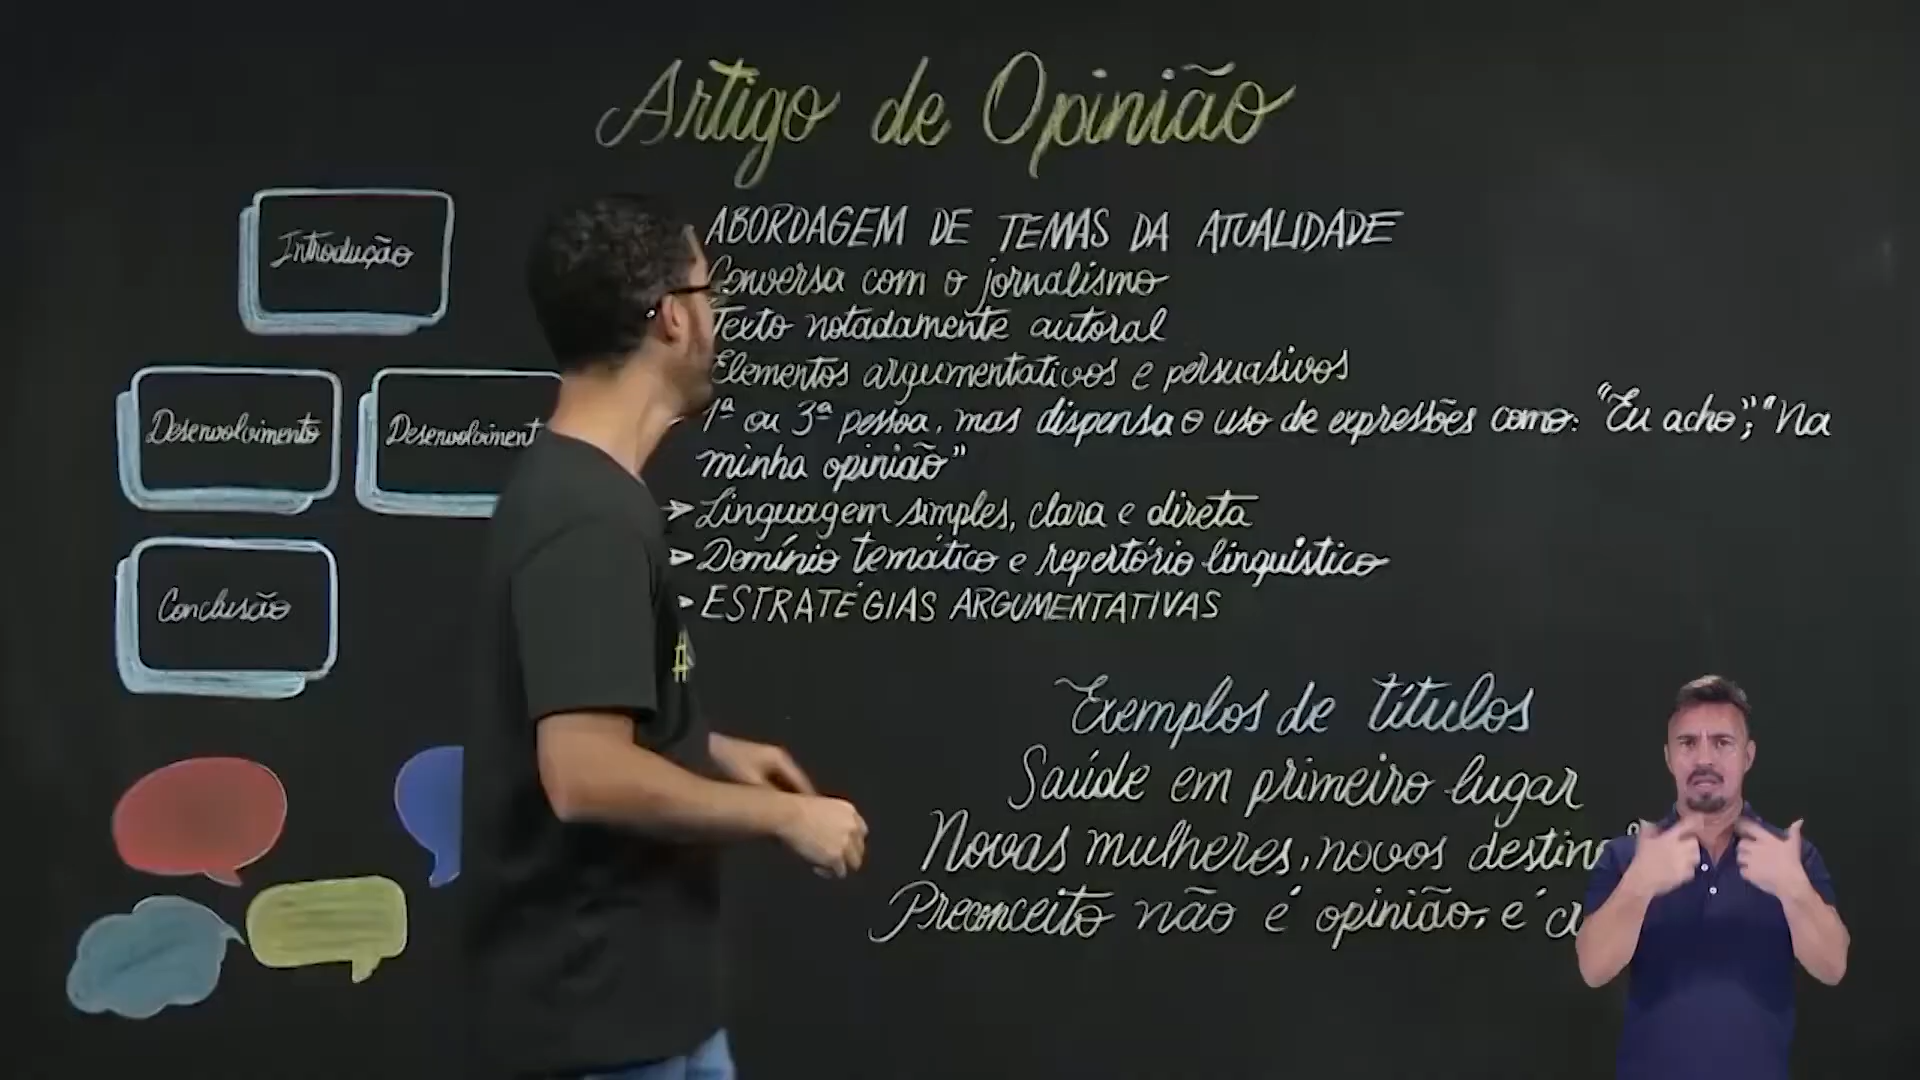 Artigo de Opinião
Introdução
Desenvolvimento
Desenvolviment
Conclusão
ABORDAGEM DE TEMAS DA ATUALIDADE
Conversa com o jornalismo
Texto notadamente autoral
Elementos argumentativos e persuasivos
1ª ou 3ª pessoa, mas dispensa o uso de expressões como: "Eu acho"; "Na
minha opinião"
➤ Linguagem simples, clara e direta
➤ Domínio temático e repertório linguístico
➤ ESTRATÉGIAS ARGUMENTATIVAS
#
Exemplos de títulos
Saúde em primeiro lugar
Novas mulheres, novos destino
Preconceito não é opinião, é c